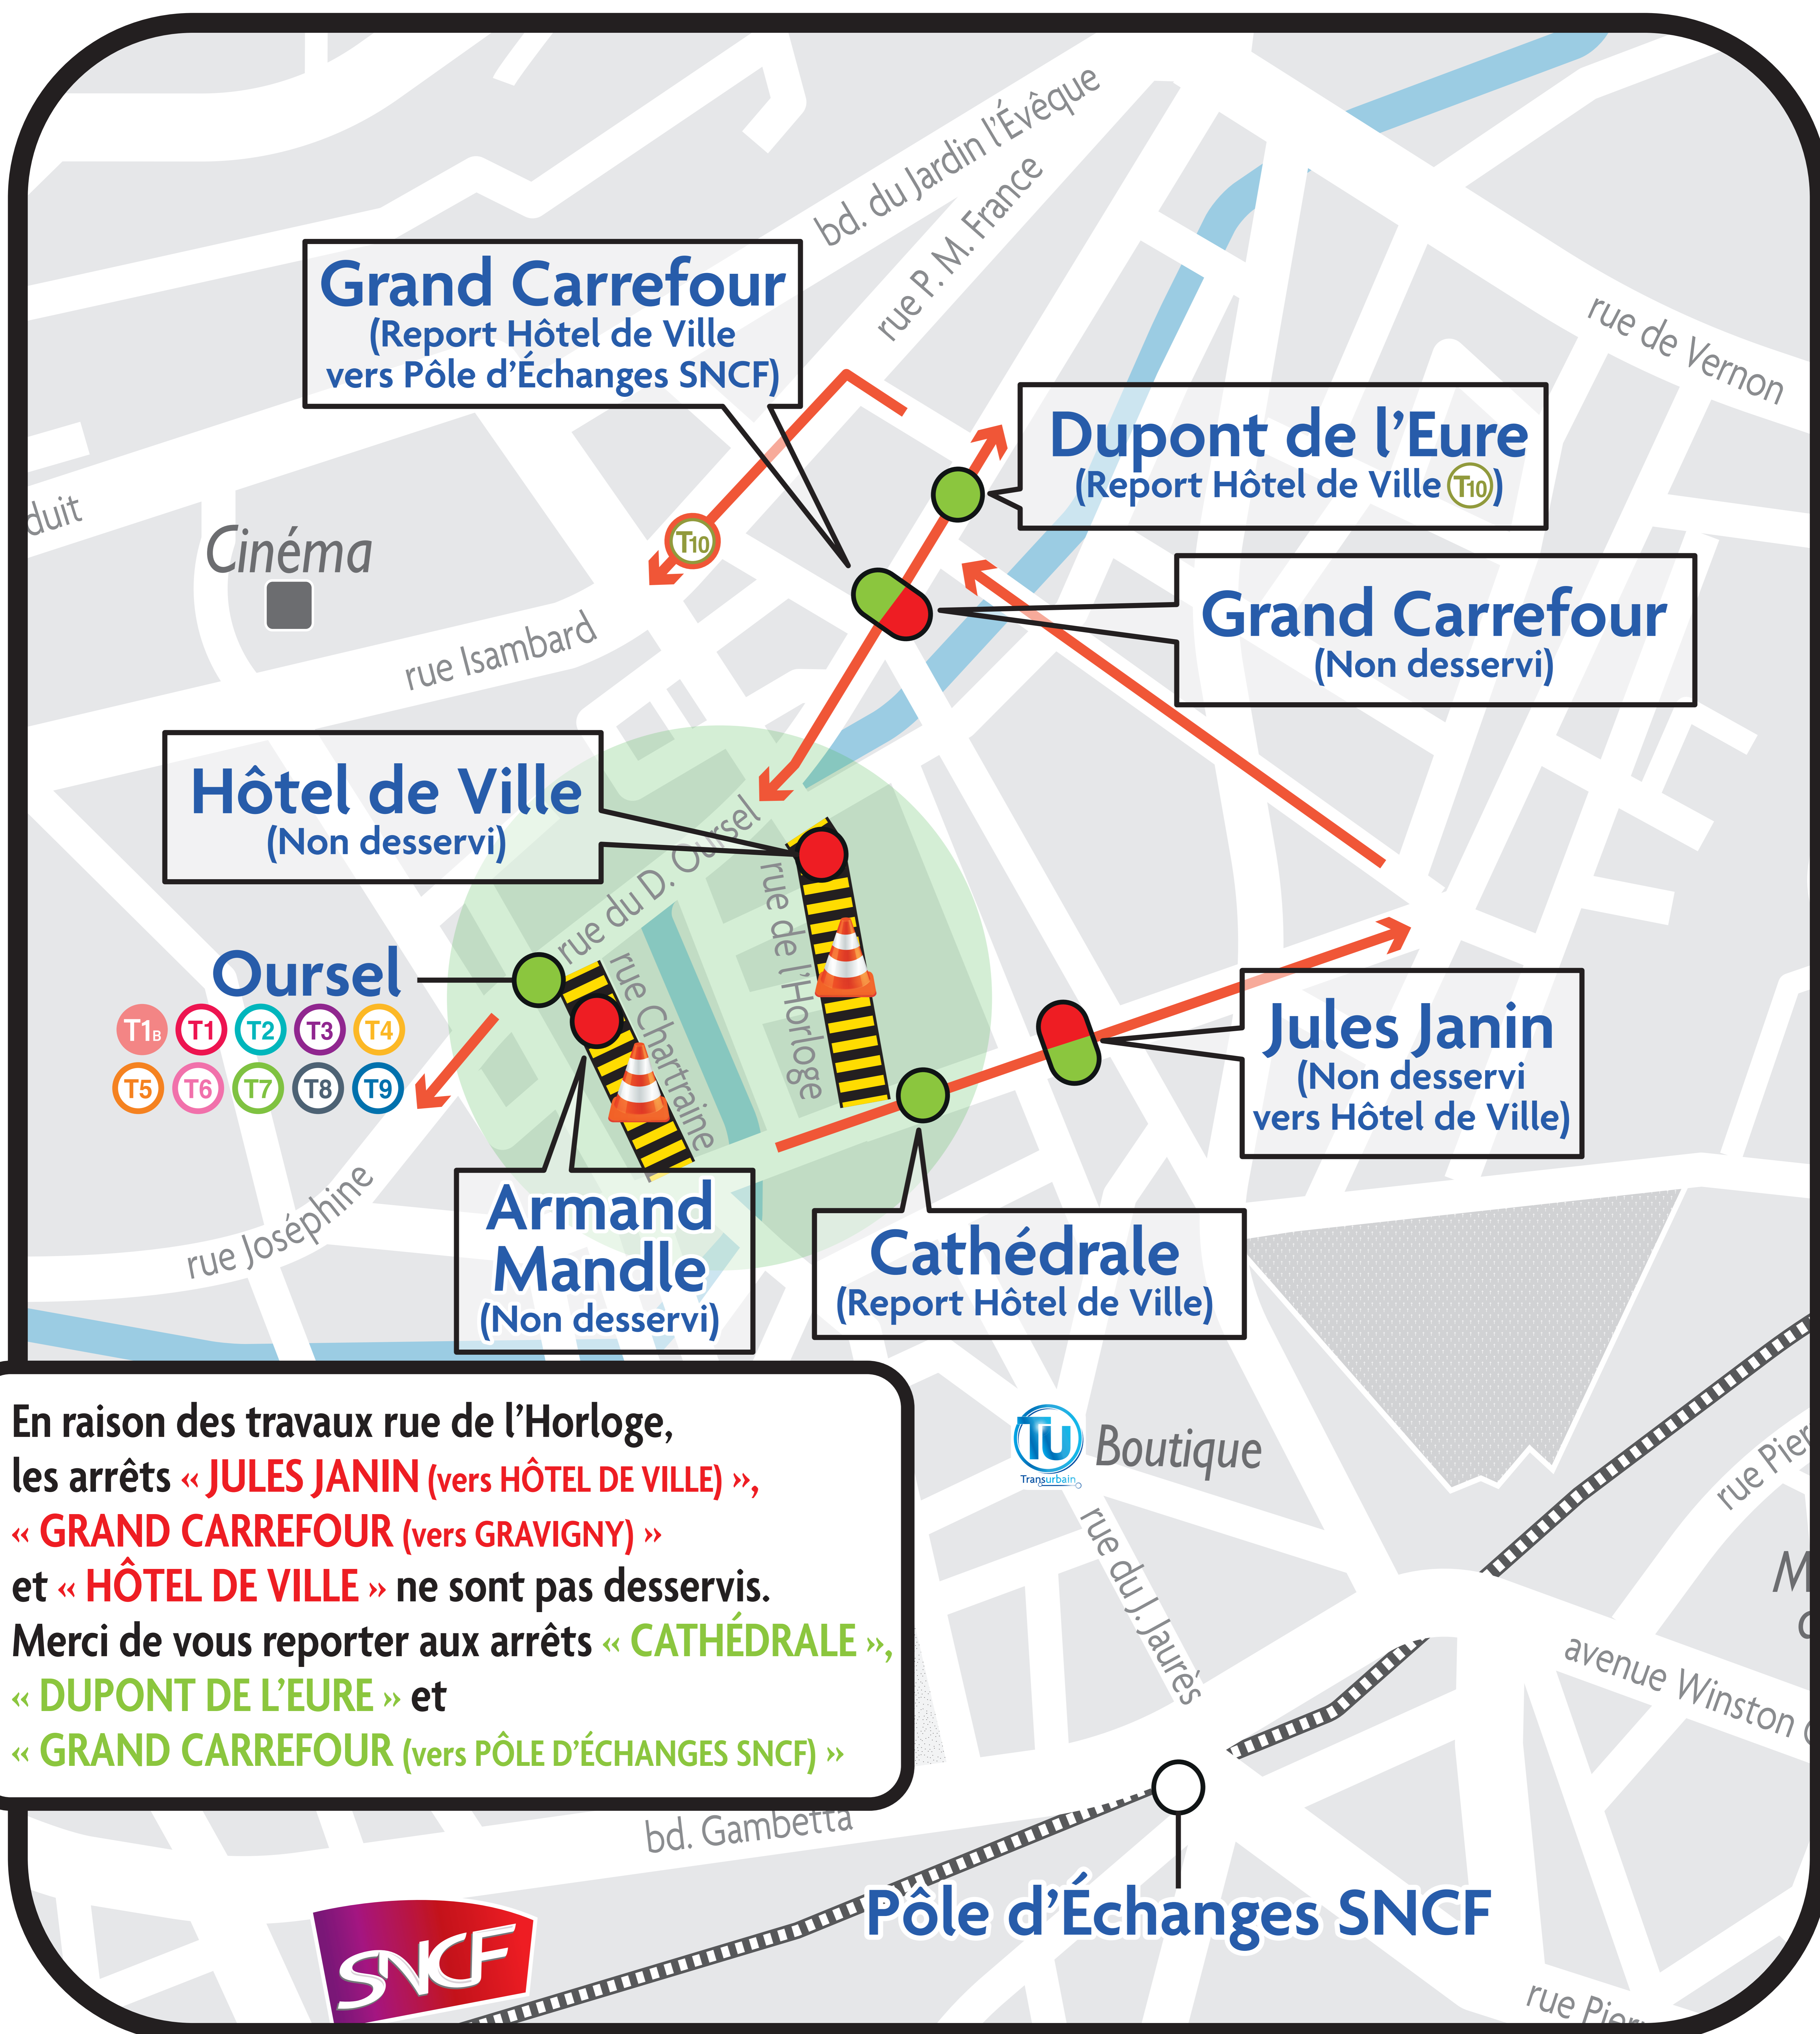 bd. du Jardin l'Évêque
rue P. M. France
rue de Vernon
Grand Carrefour
(Report Hôtel de Ville
vers Pôle d'Échanges SNCF)
Dupont de l'Eure
(Report Hôtel de Ville T10)
duit
Cinéma
T10
Grand Carrefour
(Non desservi)
rue Isambard
Hôtel de Ville
(Non desservi)
rue du D. Oursel
rue de l'Horloge
rue Chartraine
Oursel
T1B T1 T2 T3 T4
T5 T6 T7 T8 T9
Jules Janin
(Non desservi
vers Hôtel de Ville)
rue Joséphine
Armand
Mandle
(Non desservi)
Cathédrale
(Report Hôtel de Ville)
En raison des travaux rue de l'Horloge,
les arrêts « JULES JANIN (vers HÔTEL DE VILLE) »,
« GRAND CARREFOUR (vers GRAVIGNY) »
et « HÔTEL DE VILLE » ne sont pas desservis.
Merci de vous reporter aux arrêts « CATHÉDRALE »,
« DUPONT DE L'EURE » et
« GRAND CARREFOUR (vers PÔLE D'ÉCHANGES SNCF) »
TU
Transurbain
Boutique
rue du J. Jaurès
rue Pier
M
avenue Winston
bd. Gambetta
Pôle d'Échanges SNCF
SNCF
rue Pier